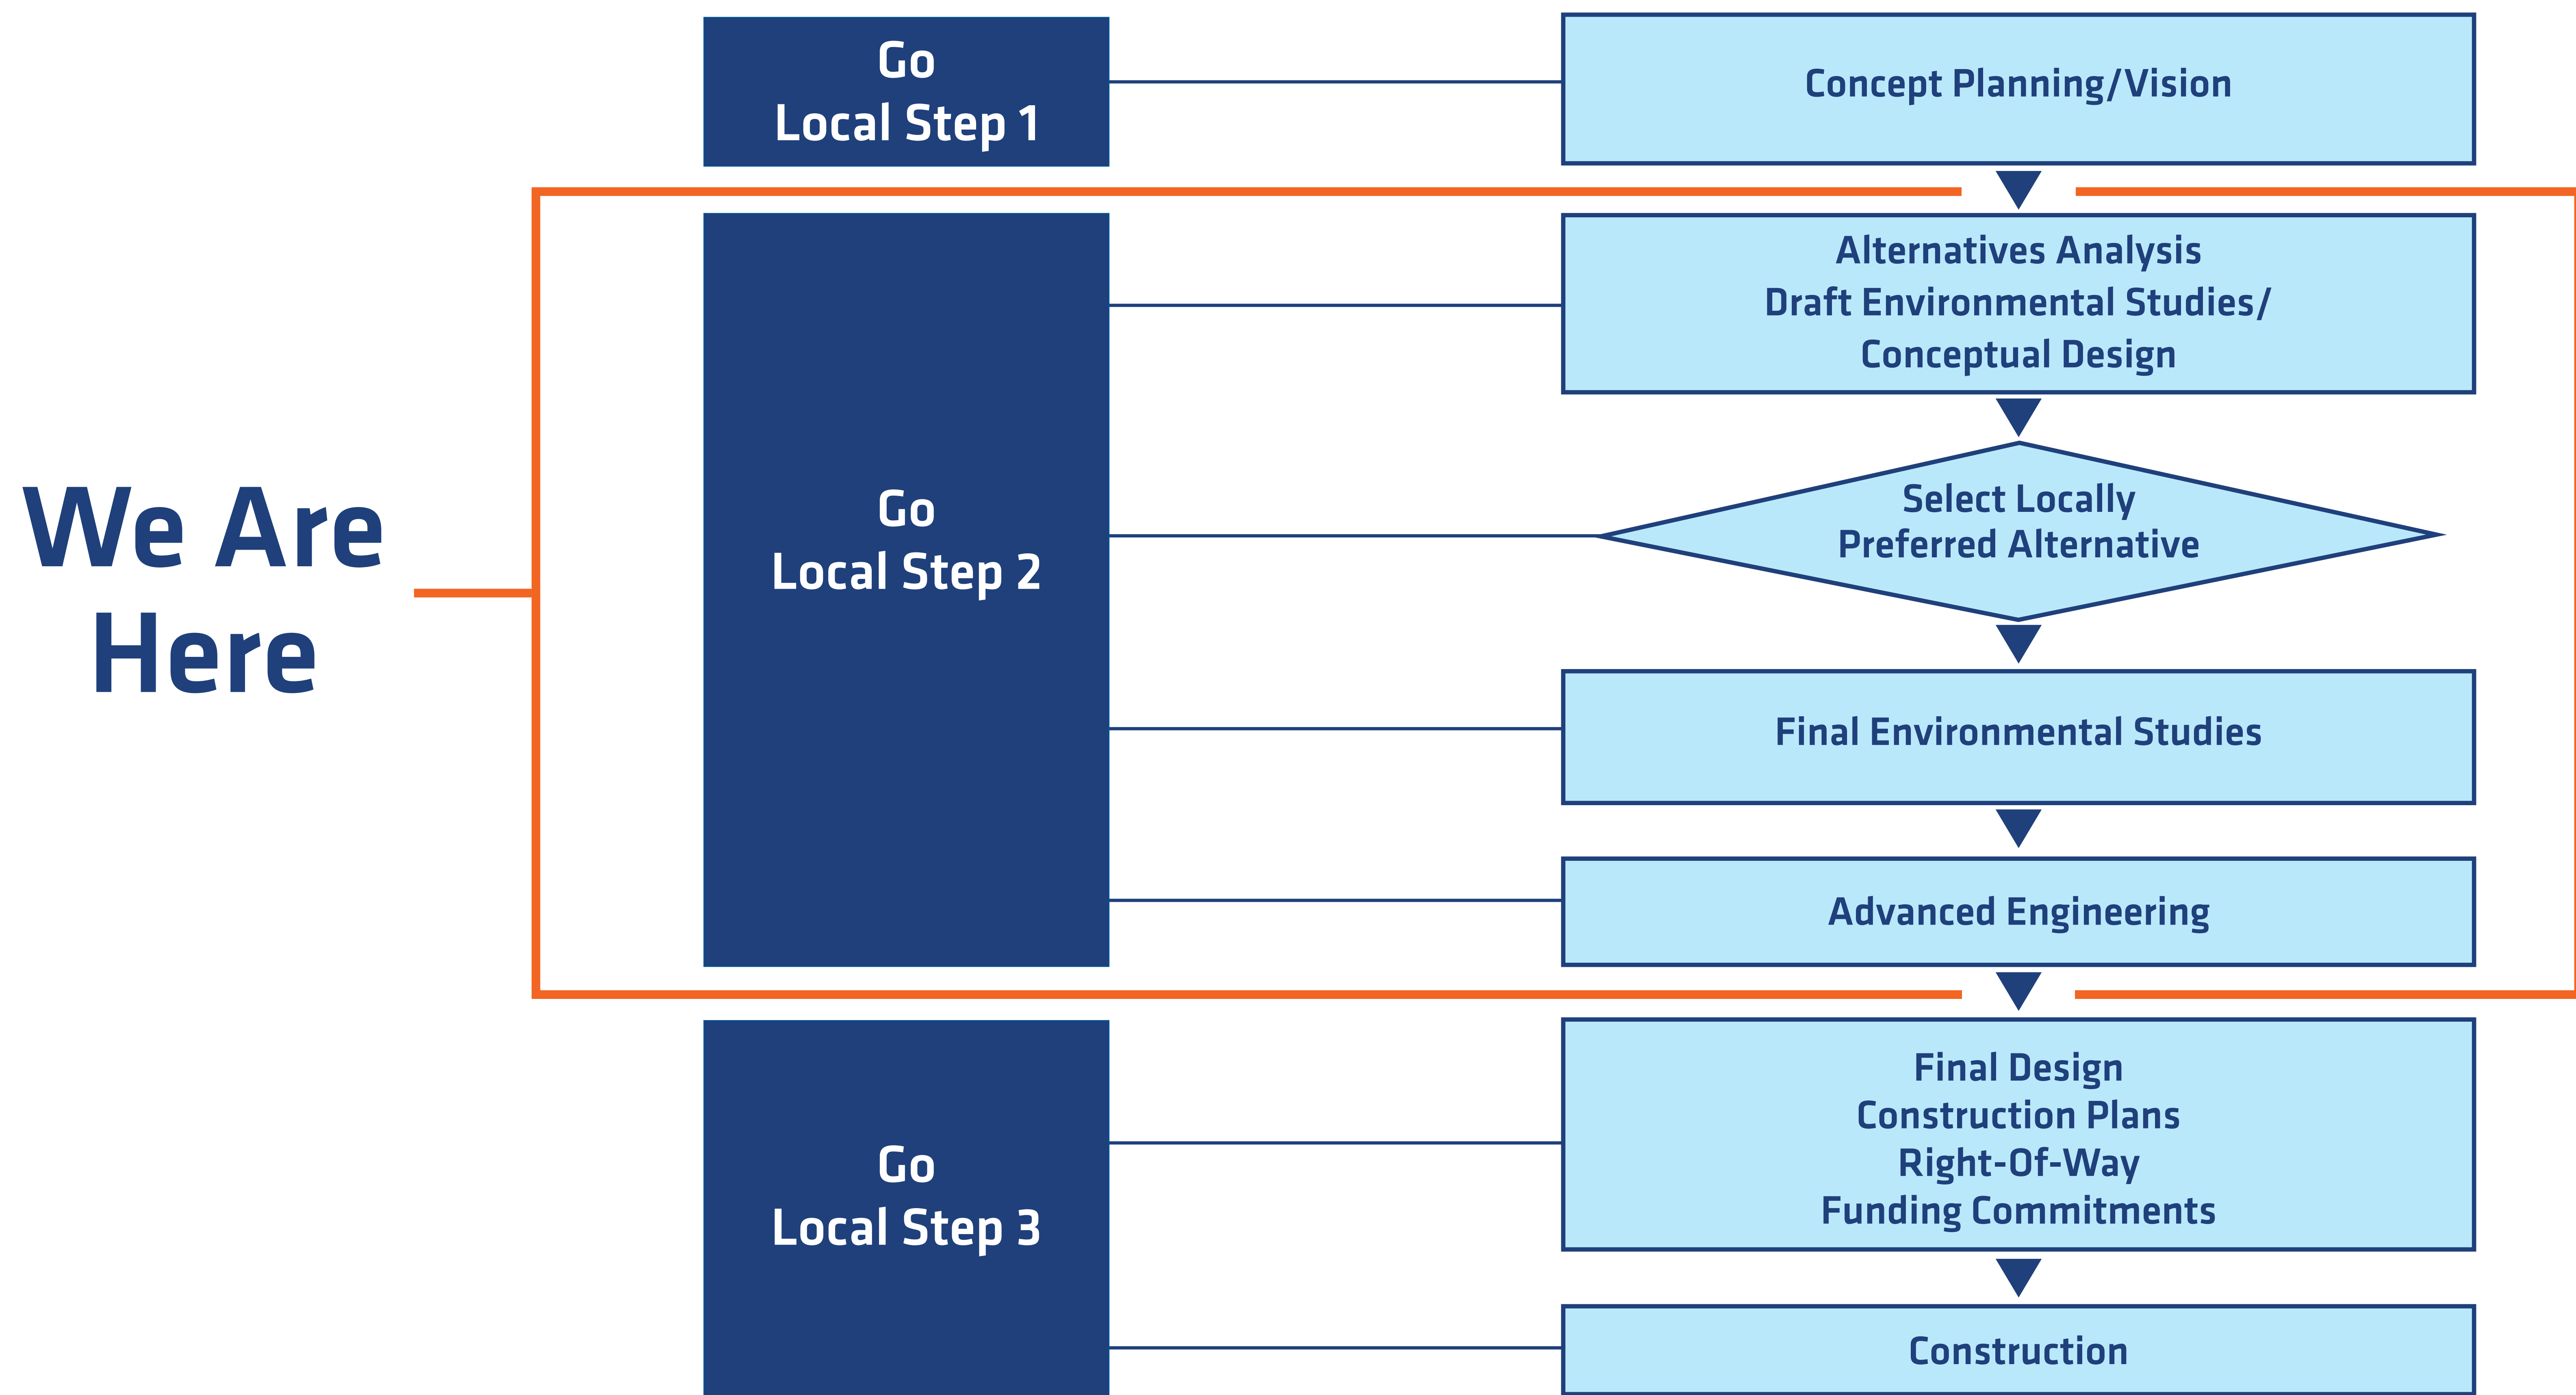 Go
Local Step 1
Concept Planning/Vision
We Are
Here
Go
Local Step 2
Alternatives Analysis
Draft Environmental Studies/
Conceptual Design
Select Locally
Preferred Alternative
Final Environmental Studies
Advanced Engineering
Go
Local Step 3
Final Design
Construction Plans
Right-Of-Way
Funding Commitments
Construction